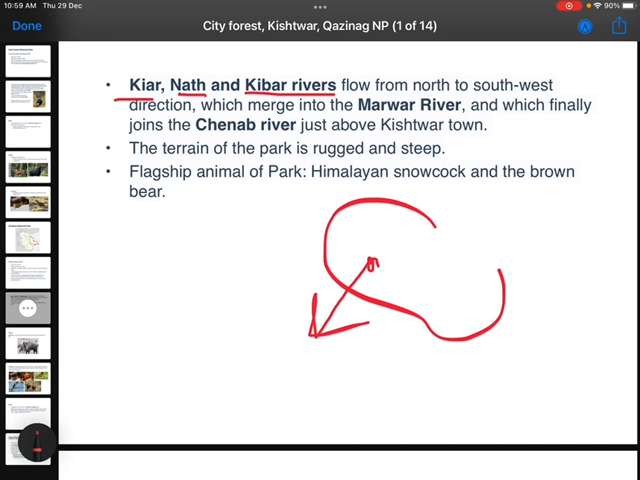 10:59 AM Thu 29 Dec
90%
Done
City forest, Kishtwar, Qazinag NP (1 of 14)
• Kiar, Nath and Kibar rivers flow from north to south-west
direction, which merge into the Marwar River, and which finally
joins the Chenab river just above Kishtwar town.
• The terrain of the park is rugged and steep.
• Flagship animal of Park: Himalayan snowcock and the brown
bear.